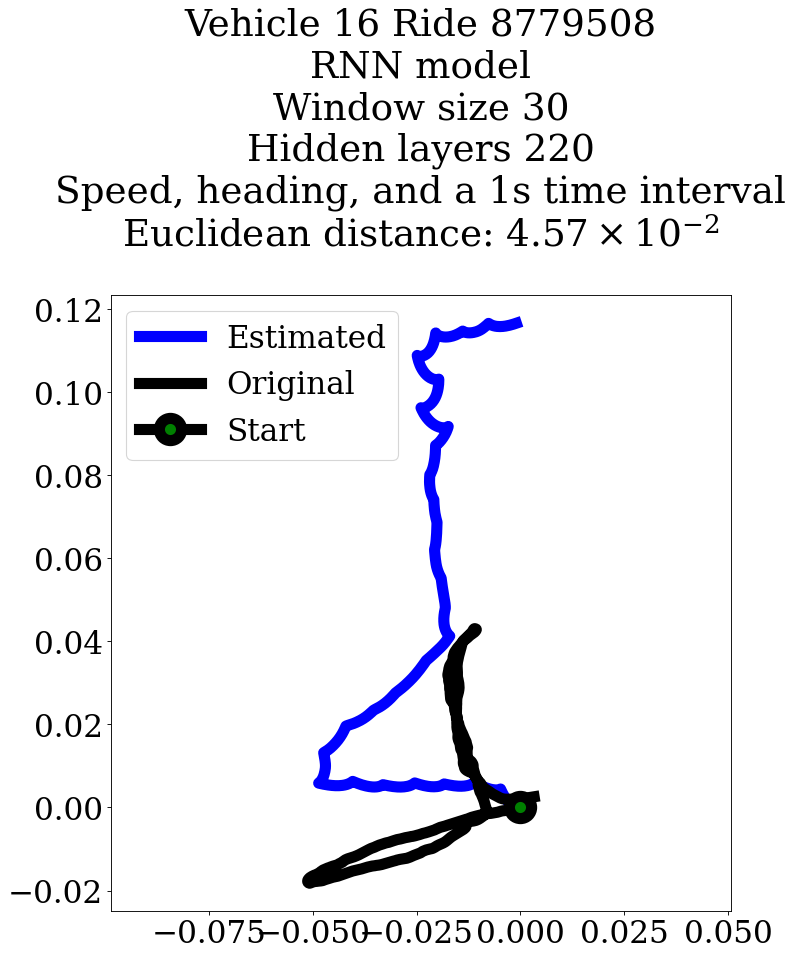 Vehicle 16 Ride 8779508
RNN model
Window size 30
Hidden layers 220
Speed, heading, and a 1s time interval
Euclidean distance: 4.57 × 10⁻²
0.12
Estimated
Original
Start
0.10
0.08
0.06
0.04
0.02
0.00
−0.02
−0.075 −0.050 −0.025 0.000 0.025 0.050